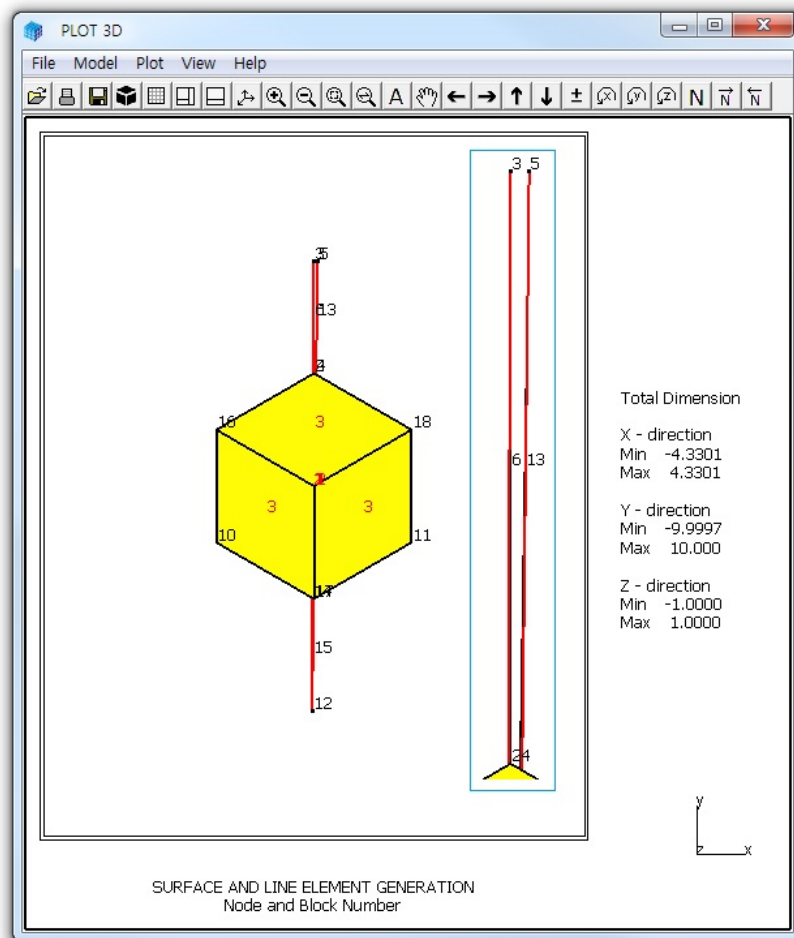 PLOT 3D
File Model Plot View Help
A x y z N N N
3 5
5
13
16 3 18
3 3
10 11
15
12
6 13
2 4
Total Dimension
X - direction
Min -4.3301
Max 4.3301
Y - direction
Min -9.9997
Max 10.000
Z - direction
Min -1.0000
Max 1.0000
y
z x
SURFACE AND LINE ELEMENT GENERATION
Node and Block Number